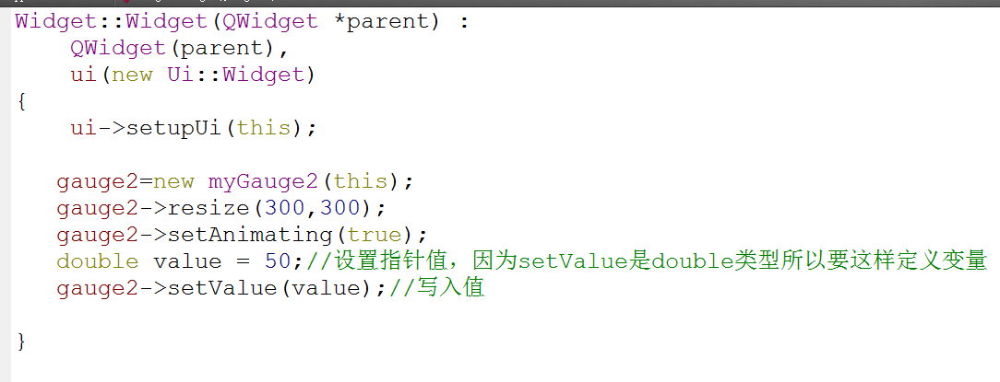 Widget::Widget(QWidget *parent) :
    QWidget(parent),
    ui(new Ui::Widget)
{
    ui->setupUi(this);

   gauge2=new myGauge2(this);
   gauge2->resize(300,300);
   gauge2->setAnimating(true);
   double value = 50;//设置指针值，因为setValue是double类型所以要这样定义变量
   gauge2->setValue(value);//写入值

}